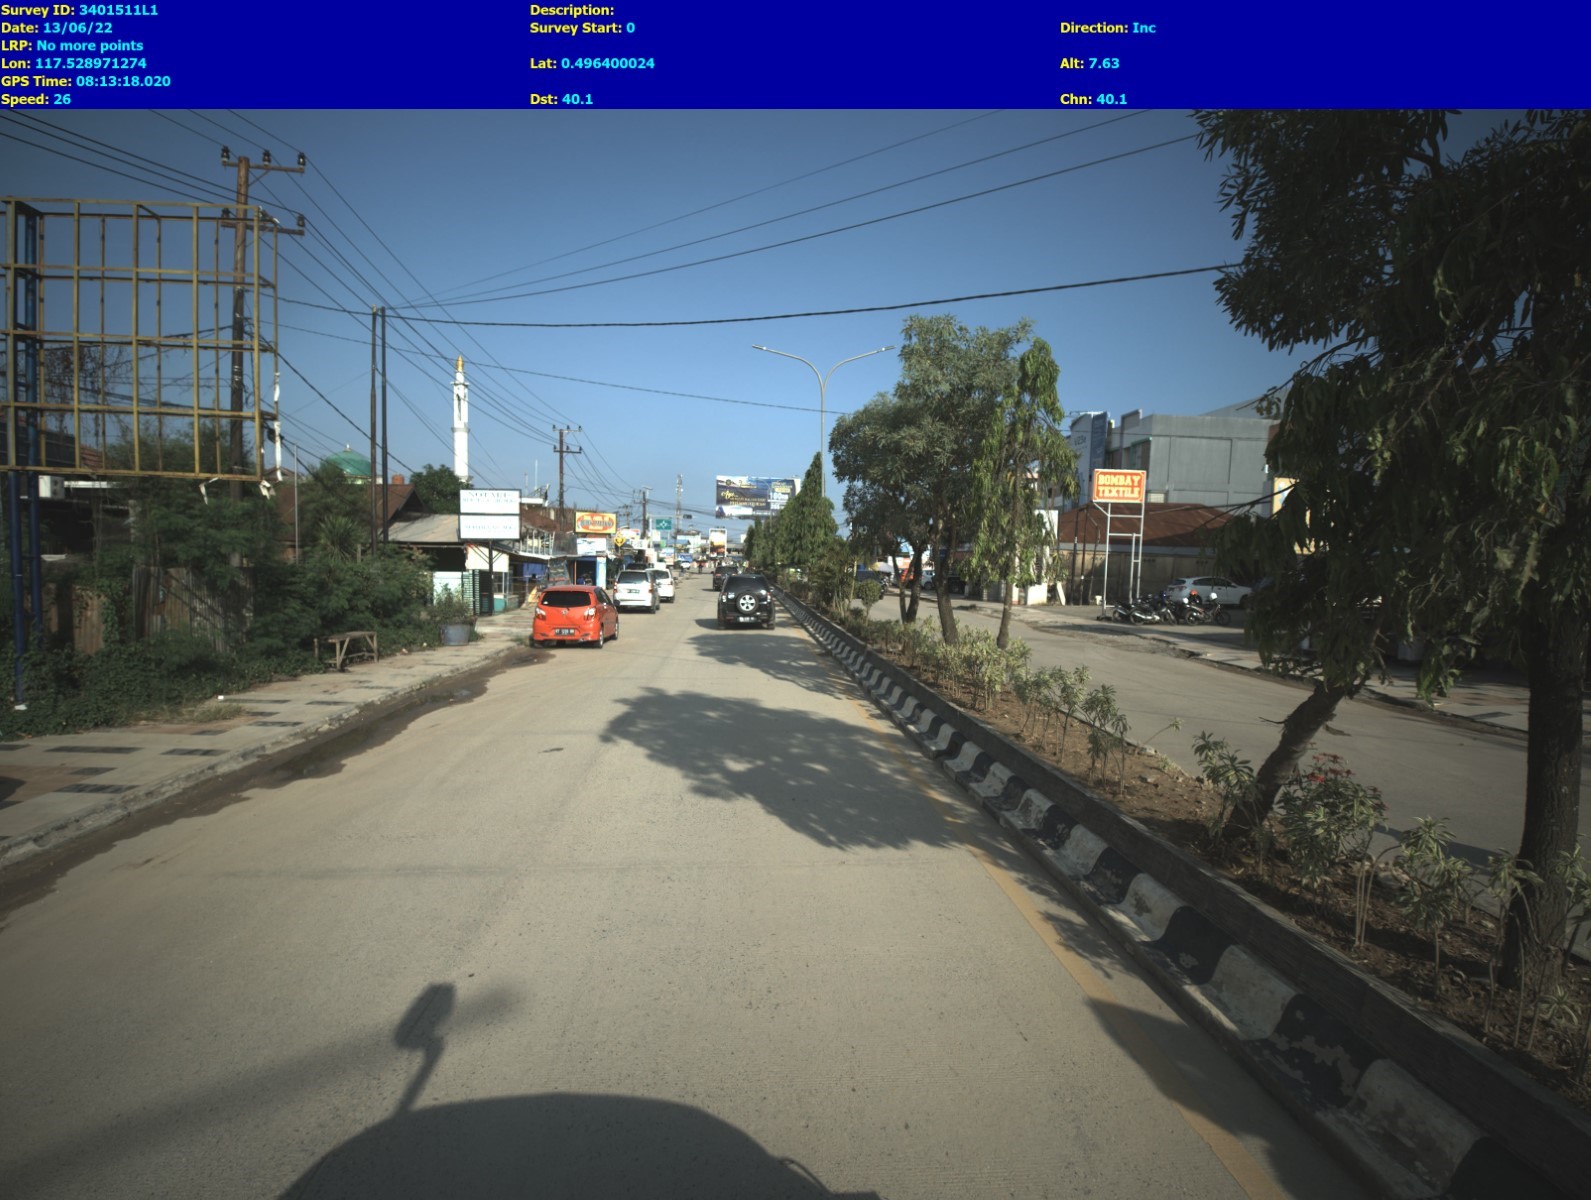 Survey ID: 3401511L1
Description:
Date: 13/06/22
Survey Start: 0
Direction: Inc
LRP: No more points
Lon: 117.528971274
Lat: 0.496400024
Alt: 7.63
GPS Time: 08:13:18.020
Speed: 26
Dst: 40.1
Chn: 40.1
BOMBAY
TEXTILE